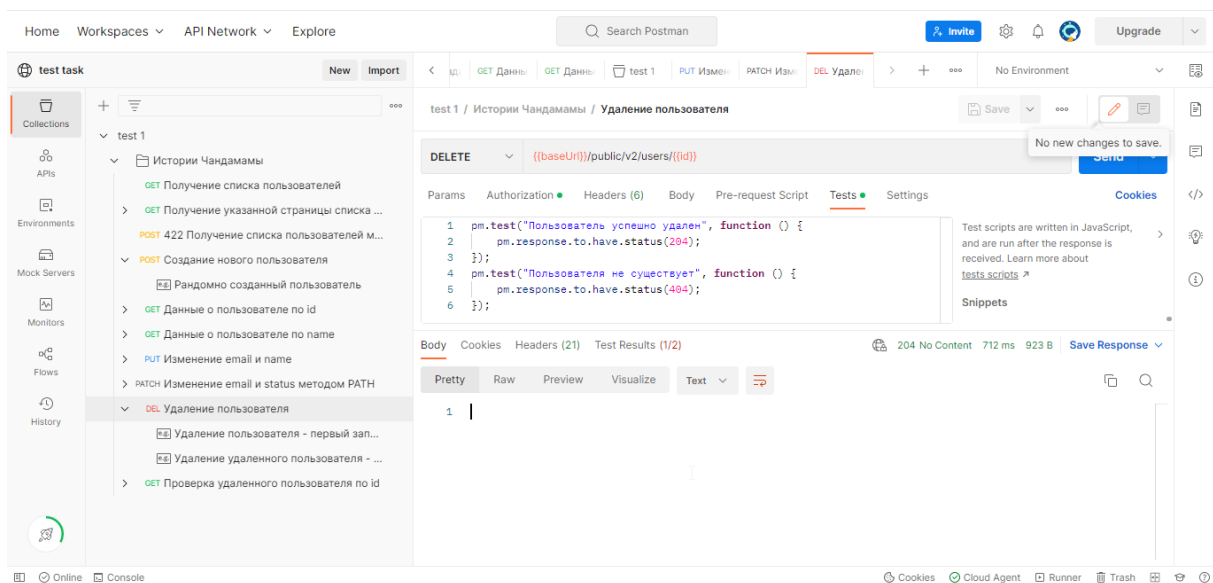 Home Workspaces API Network Explore Search Postman Invite Upgrade
test task New Import GET Данны GET Данны test 1 PUT Измен PATCH Изм DEL Удале No Environment
Collections
APIs
Environments
Mock Servers
Monitors
Flows
History
test 1
Истории Чандамамы
GET Получение списка пользователей
GET Получение указанной страницы списка ...
POST 422 Получение списка пользователей м...
POST Создание нового пользователя
e.g. Рандомно созданный пользователь
GET Данные о пользователе по id
GET Данные о пользователе по name
PUT Изменение email и name
PATCH Изменение email и status методом PATH
DEL Удаление пользователя
e.g. Удаление пользователя - первый зап...
e.g. Удаление удаленного пользователя - ...
GET Проверка удаленного пользователя по id
test 1 / Истории Чандамамы / Удаление пользователя Save
No new changes to save.
DELETE {{baseUrl}}/public/v2/users/{{id}} Send
Params Authorization Headers (6) Body Pre-request Script Tests Settings Cookies
1 pm.test("Пользователь успешно удален", function () {
2 pm.response.to.have.status(204);
3 });
4 pm.test("Пользователя не существует", function () {
5 pm.response.to.have.status(404);
6 });
Test scripts are written in JavaScript,
and are run after the response is
received. Learn more about
tests scripts
Snippets
Body Cookies Headers (21) Test Results (1/2) 204 No Content 712 ms 923 B Save Response
Pretty Raw Preview Visualize Text
1
Online Console Cookies Cloud Agent Runner Trash